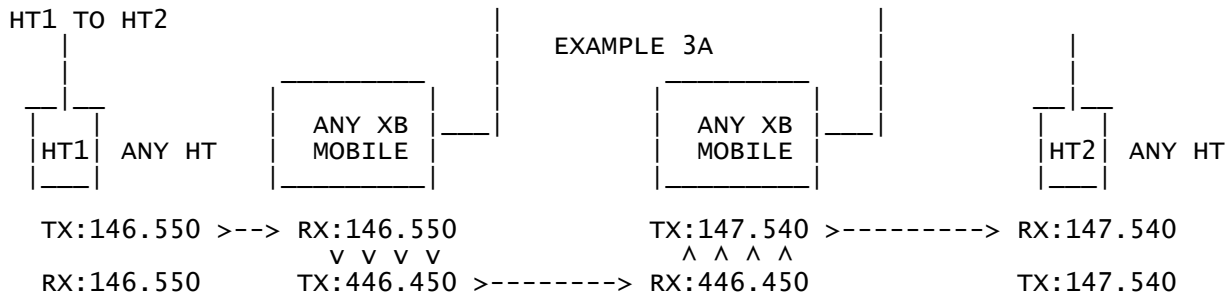 HT1 TO HT2
EXAMPLE 3A
ANY XB ANY XB
HT1 ANY HT MOBILE MOBILE HT2 ANY HT
TX:146.550 >--> RX:146.550 TX:147.540 >---------> RX:147.540
v v v v ^ ^ ^ ^
RX:146.550 TX:446.450 >--------> RX:446.450 TX:147.540